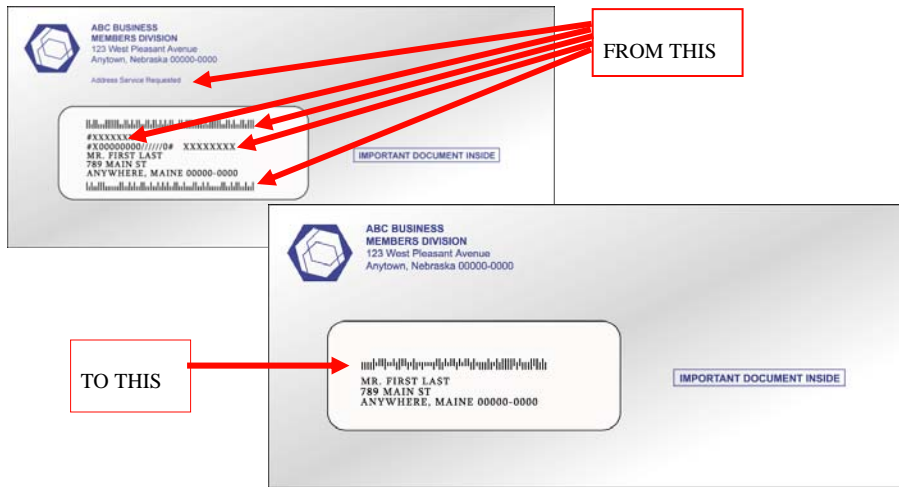 ABC BUSINESS
MEMBERS DIVISION
123 West Pleasant Avenue
Anytown, Nebraska 00000-0000
Address Service Requested
FROM THIS
#XXXXXXX
#X00000000//////0# XXXXXXXX
MR. FIRST LAST
789 MAIN ST
ANYWHERE, MAINE 00000-0000
IMPORTANT DOCUMENT INSIDE
ABC BUSINESS
MEMBERS DIVISION
123 West Pleasant Avenue
Anytown, Nebraska 00000-0000
TO THIS
MR. FIRST LAST
789 MAIN ST
ANYWHERE, MAINE 00000-0000
IMPORTANT DOCUMENT INSIDE